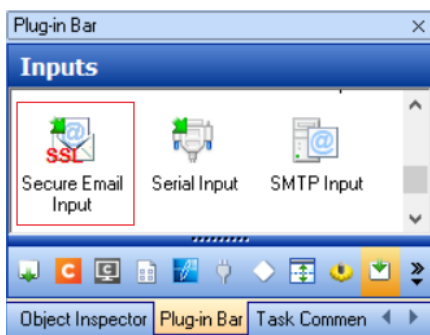 Plug-in Bar
Inputs
SSL
Secure Email
Input
Serial Input
SMTP Input
Object Inspector
Plug-in Bar
Task Commen